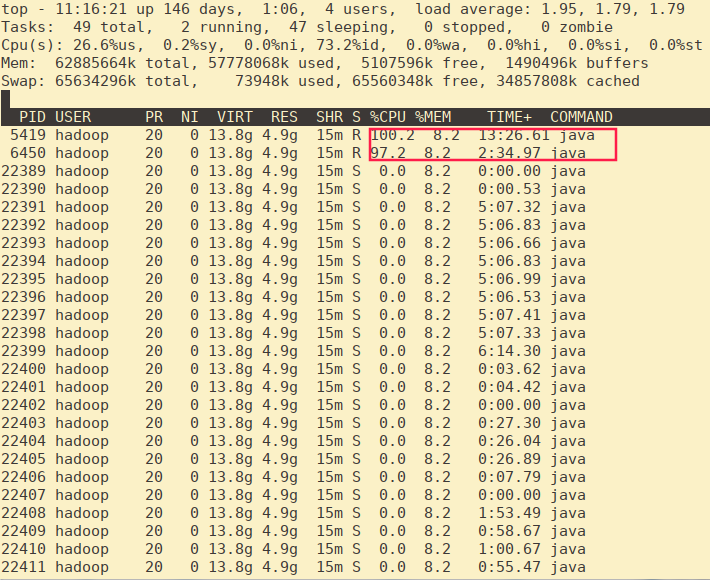 top - 11:16:21 up 146 days,  1:06,  4 users,  load average: 1.95, 1.79, 1.79
Tasks:  49 total,   2 running,  47 sleeping,   0 stopped,   0 zombie
Cpu(s): 26.6%us,  0.2%sy,  0.0%ni, 73.2%id,  0.0%wa,  0.0%hi,  0.0%si,  0.0%st
Mem:  62885664k total, 57778068k used,  5107596k free,  1490496k buffers
Swap: 65634296k total,    73948k used, 65560348k free, 34857808k cached
  PID USER      PR  NI  VIRT  RES  SHR S %CPU %MEM    TIME+  COMMAND
 5419 hadoop    20   0 13.8g 4.9g  15m R 100.2  8.2  13:26.61 java
 6450 hadoop    20   0 13.8g 4.9g  15m R 97.2  8.2   2:34.97 java
22389 hadoop    20   0 13.8g 4.9g  15m S  0.0  8.2   0:00.00 java
22390 hadoop    20   0 13.8g 4.9g  15m S  0.0  8.2   0:00.53 java
22391 hadoop    20   0 13.8g 4.9g  15m S  0.0  8.2   5:07.32 java
22392 hadoop    20   0 13.8g 4.9g  15m S  0.0  8.2   5:06.83 java
22393 hadoop    20   0 13.8g 4.9g  15m S  0.0  8.2   5:06.66 java
22394 hadoop    20   0 13.8g 4.9g  15m S  0.0  8.2   5:06.83 java
22395 hadoop    20   0 13.8g 4.9g  15m S  0.0  8.2   5:06.99 java
22396 hadoop    20   0 13.8g 4.9g  15m S  0.0  8.2   5:06.53 java
22397 hadoop    20   0 13.8g 4.9g  15m S  0.0  8.2   5:07.41 java
22398 hadoop    20   0 13.8g 4.9g  15m S  0.0  8.2   5:07.33 java
22399 hadoop    20   0 13.8g 4.9g  15m S  0.0  8.2   6:14.30 java
22400 hadoop    20   0 13.8g 4.9g  15m S  0.0  8.2   0:03.62 java
22401 hadoop    20   0 13.8g 4.9g  15m S  0.0  8.2   0:04.42 java
22402 hadoop    20   0 13.8g 4.9g  15m S  0.0  8.2   0:00.00 java
22403 hadoop    20   0 13.8g 4.9g  15m S  0.0  8.2   0:27.30 java
22404 hadoop    20   0 13.8g 4.9g  15m S  0.0  8.2   0:26.04 java
22405 hadoop    20   0 13.8g 4.9g  15m S  0.0  8.2   0:26.89 java
22406 hadoop    20   0 13.8g 4.9g  15m S  0.0  8.2   0:07.79 java
22407 hadoop    20   0 13.8g 4.9g  15m S  0.0  8.2   0:00.00 java
22408 hadoop    20   0 13.8g 4.9g  15m S  0.0  8.2   1:53.49 java
22409 hadoop    20   0 13.8g 4.9g  15m S  0.0  8.2   0:58.67 java
22410 hadoop    20   0 13.8g 4.9g  15m S  0.0  8.2   1:00.67 java
22411 hadoop    20   0 13.8g 4.9g  15m S  0.0  8.2   0:55.47 java